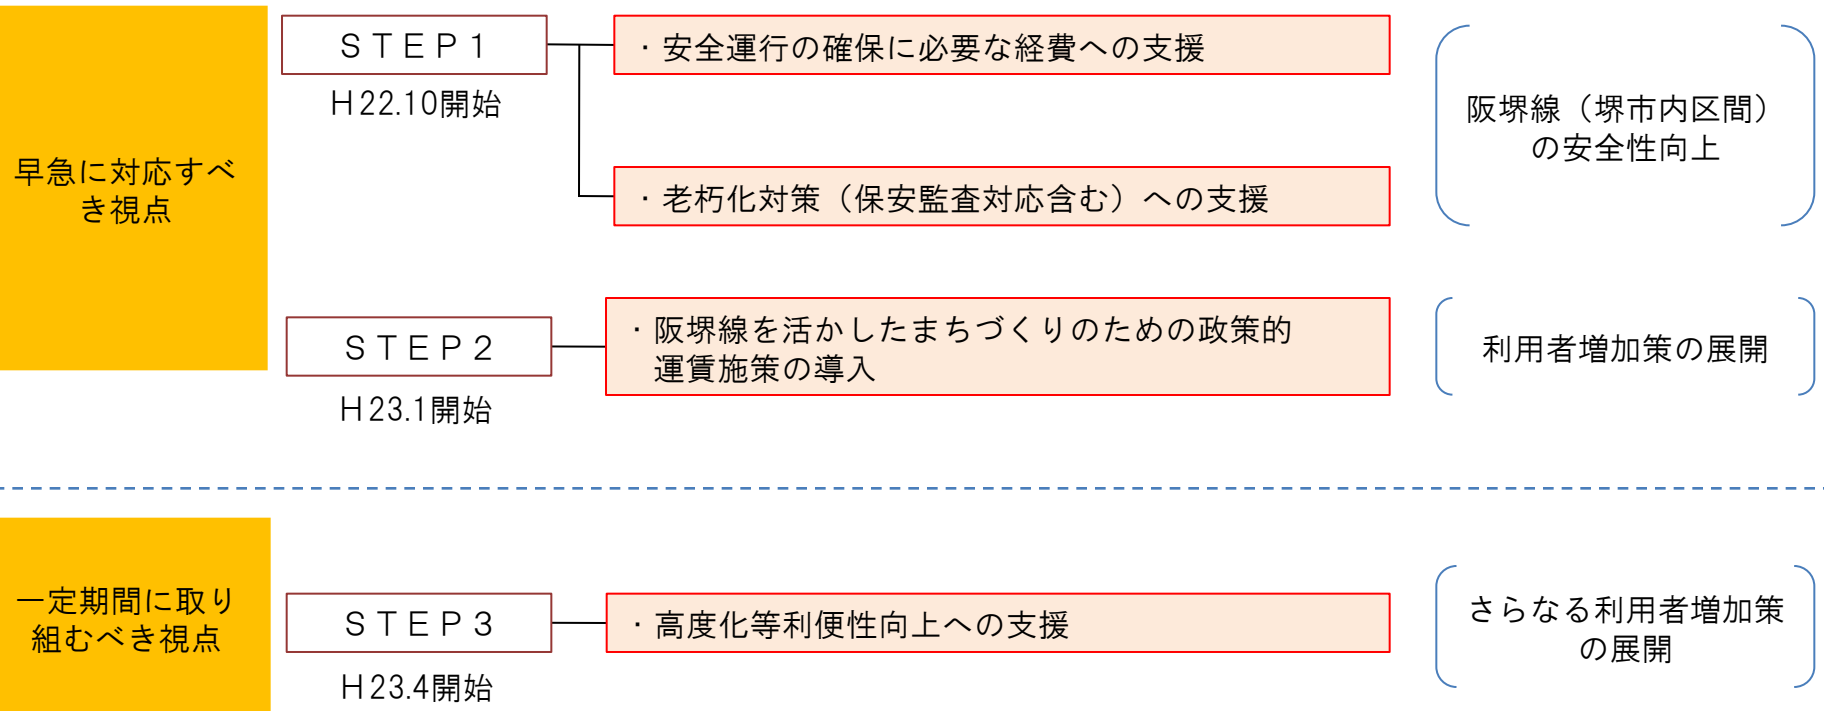 早急に対応すべ
き視点
ＳＴＥＰ１
Ｈ22.10開始
・安全運行の確保に必要な経費への支援
・老朽化対策（保安監査対応含む）への支援
阪堺線（堺市内区間）
の安全性向上
ＳＴＥＰ２
Ｈ23.1開始
・阪堺線を活かしたまちづくりのための政策的
運賃施策の導入
利用者増加策の展開
一定期間に取り
組むべき視点
ＳＴＥＰ３
Ｈ23.4開始
・高度化等利便性向上への支援
さらなる利用者増加策
の展開